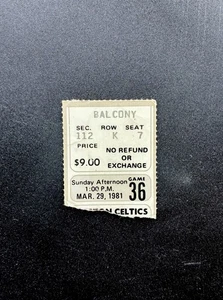 BALCONY
SEC. ROW SEAT
112 K 7
PRICE
$9.00
NO REFUND
OR
EXCHANGE
Sunday Afternoon
1:00 P.M.
MAR. 29, 1981
GAME
36
CELTICS